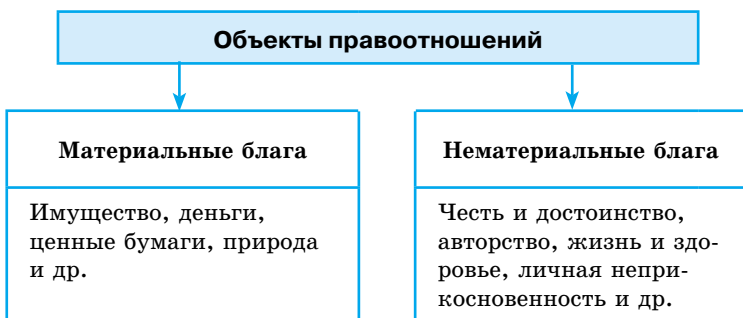 Объекты правоотношений
Материальные блага
Имущество, деньги,
ценные бумаги, природа
и др.
Нематериальные блага
Честь и достоинство,
авторство, жизнь и здо-
ровье, личная непри-
косновенность и др.